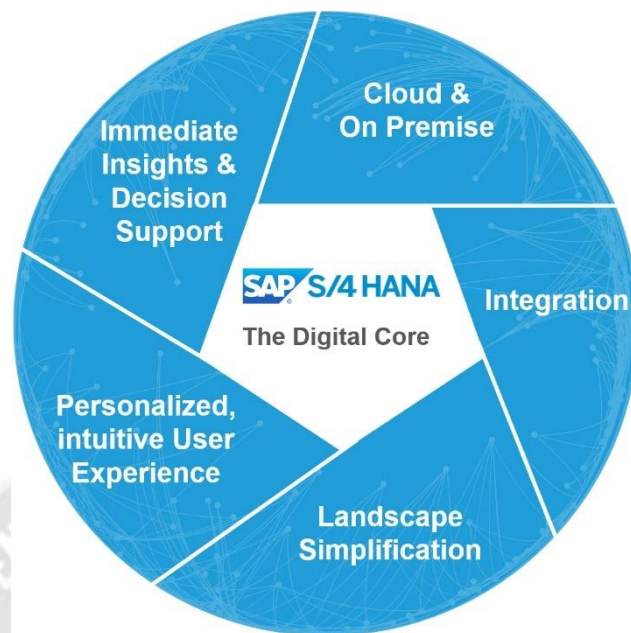 Cloud &
On Premise
Immediate
Insights &
Decision
Support
SAP® S/4 HANA
The Digital Core
Integration
Personalized,
intuitive User
Experience
Landscape
Simplification